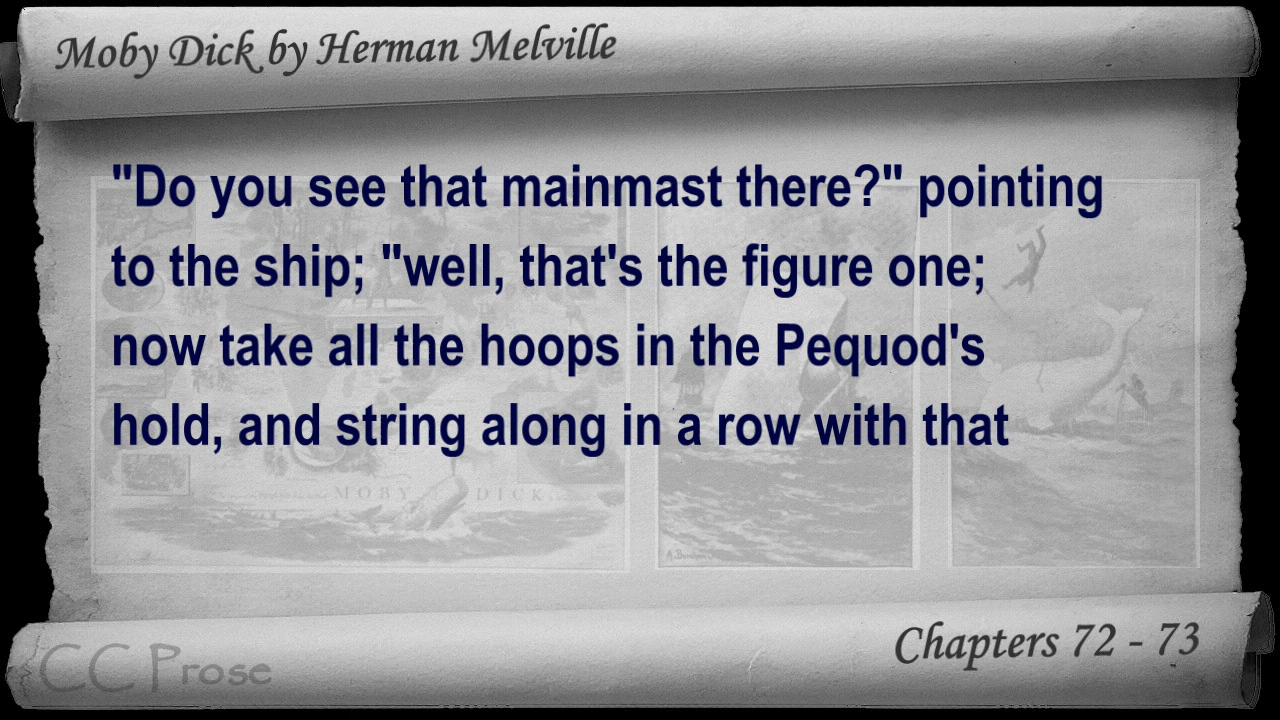 Moby Dick by Herman Melville
"Do you see that mainmast there?" pointing
to the ship; "well, that's the figure one;
now take all the hoops in the Pequod's
hold, and string along in a row with that
MOBY DICK
Chapters 72 - 73
CC Prose